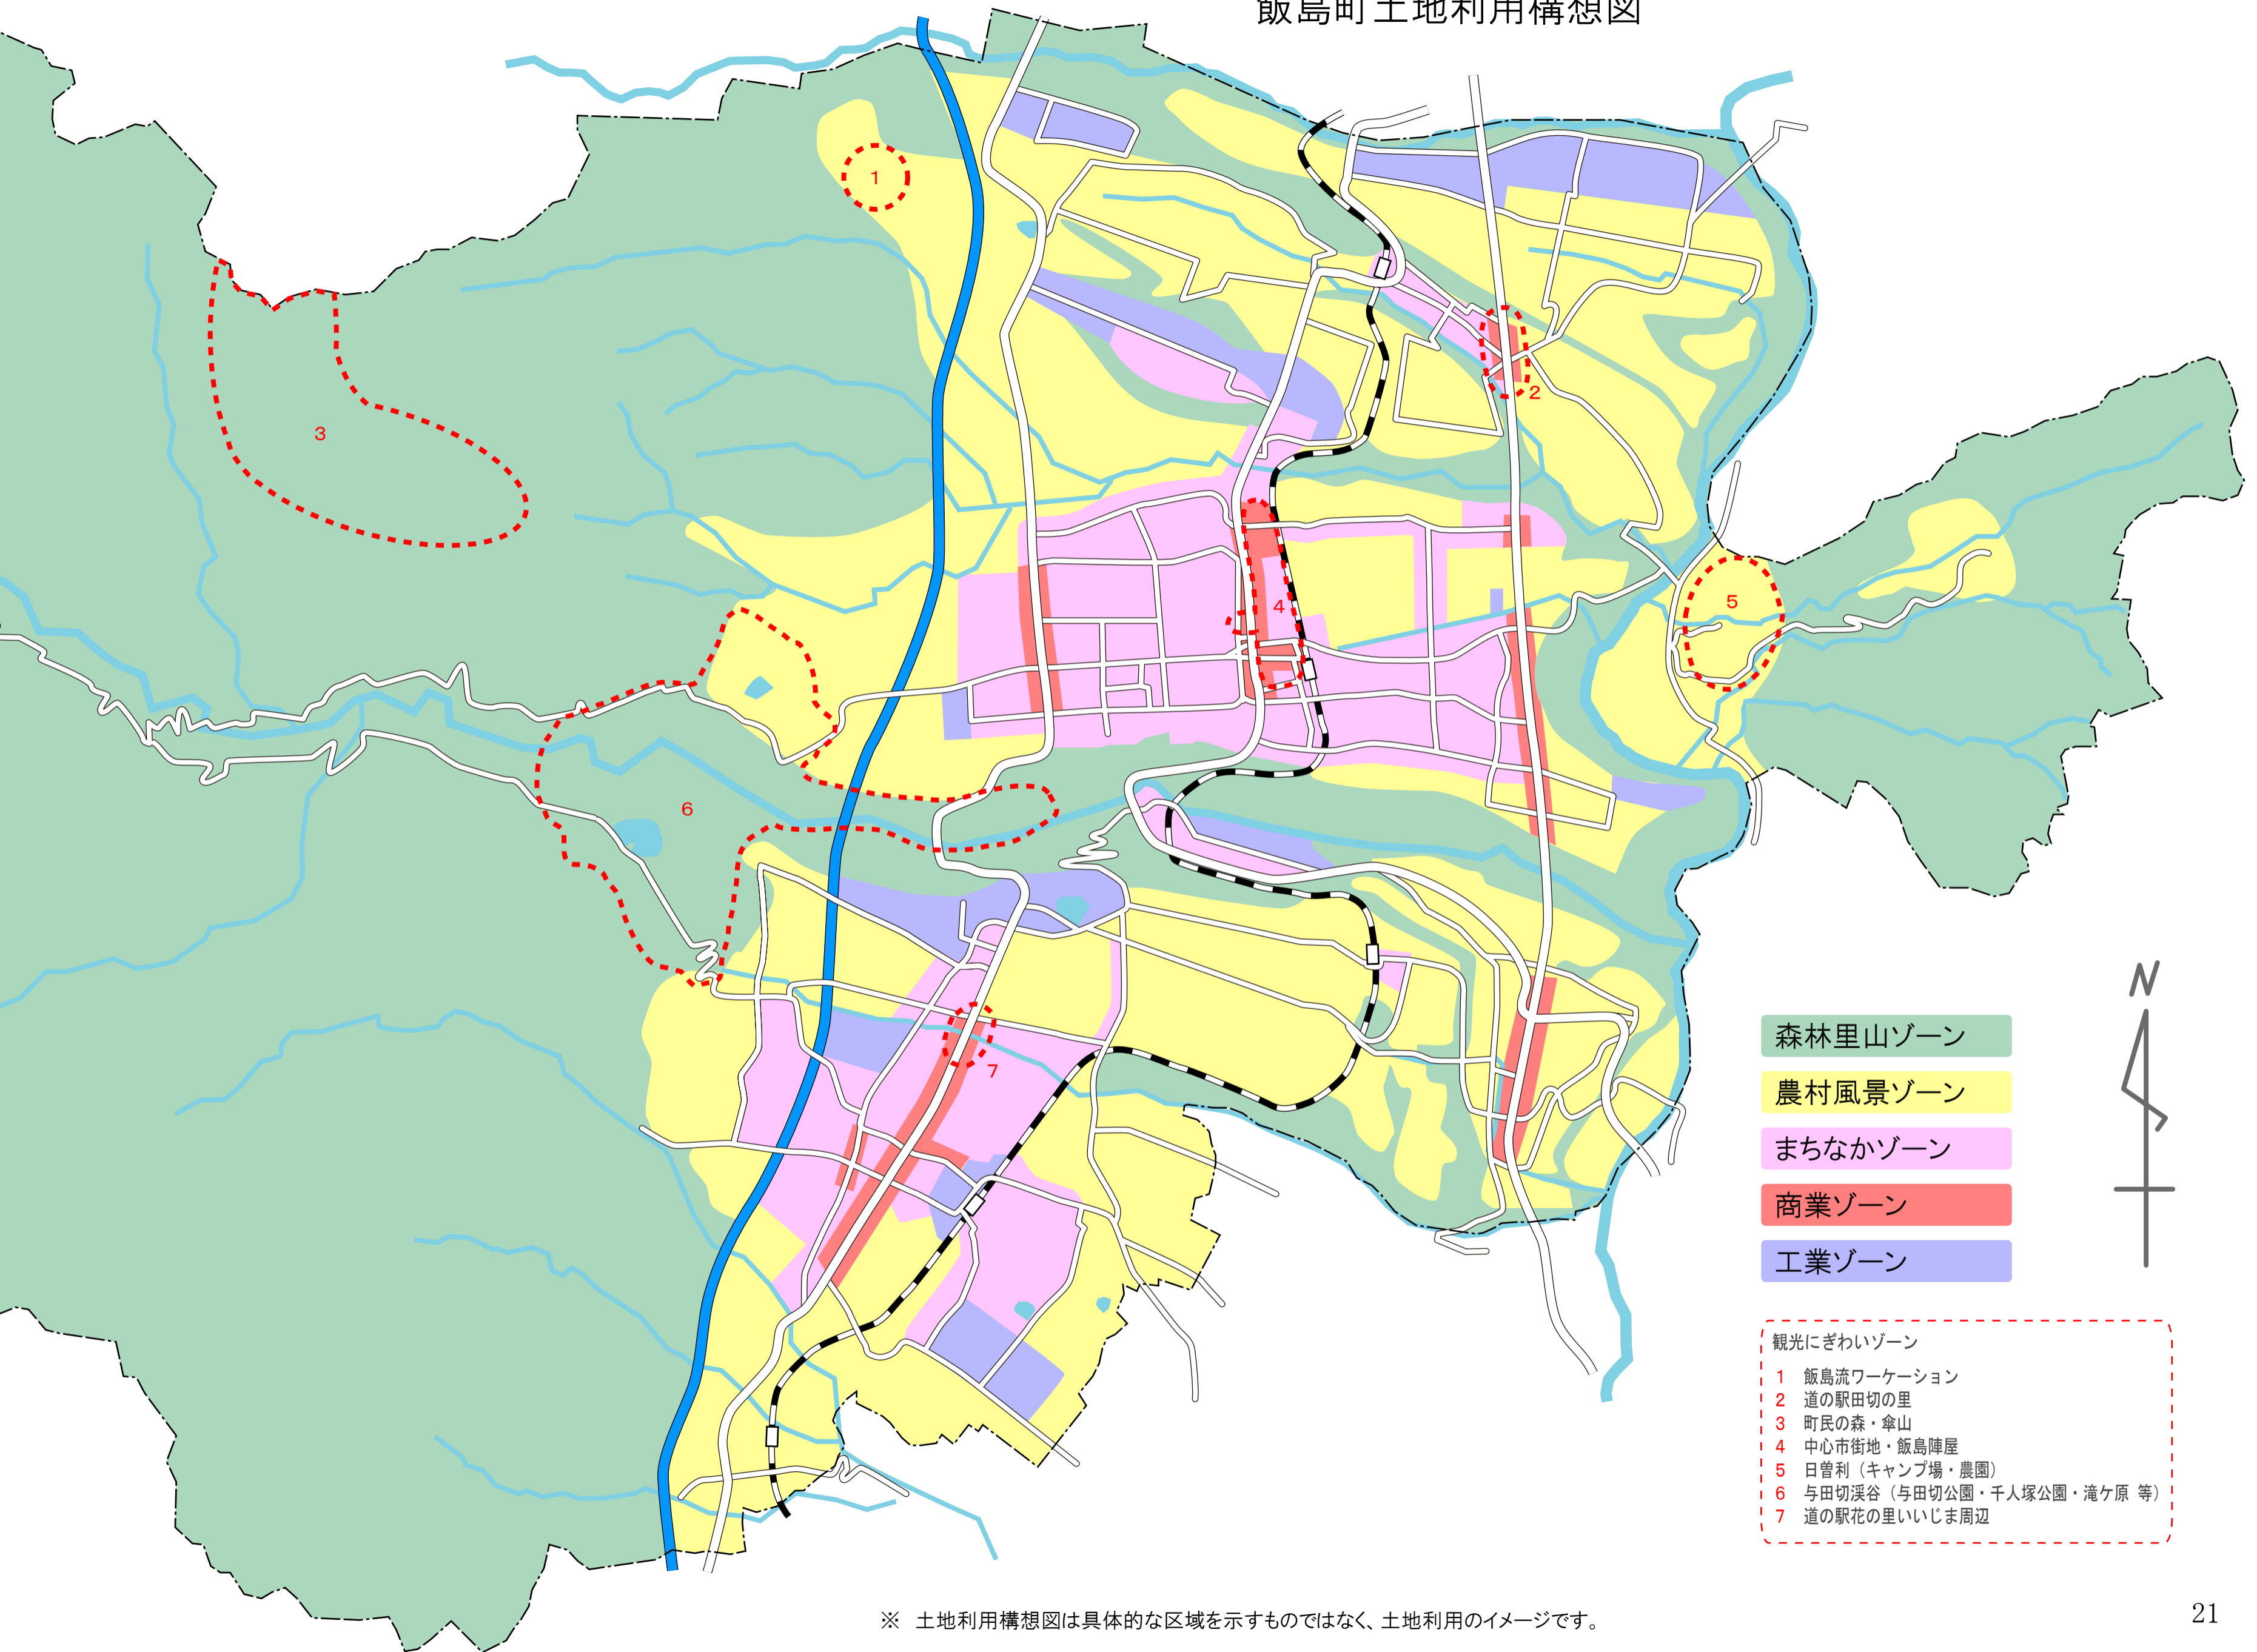 飯島町土地利用構想図
1
2
3
4
5
6
7
N
森林里山ゾーン
農村風景ゾーン
まちなかゾーン
商業ゾーン
工業ゾーン
観光にぎわいゾーン
1 飯島流ワーケーション
2 道の駅田切の里
3 町民の森・傘山
4 中心市街地・飯島陣屋
5 日曽利（キャンプ場・農園）
6 与田切渓谷（与田切公園・千人塚公園・滝ケ原 等）
7 道の駅花の里いいじま周辺
※ 土地利用構想図は具体的な区域を示すものではなく、土地利用のイメージです。
21